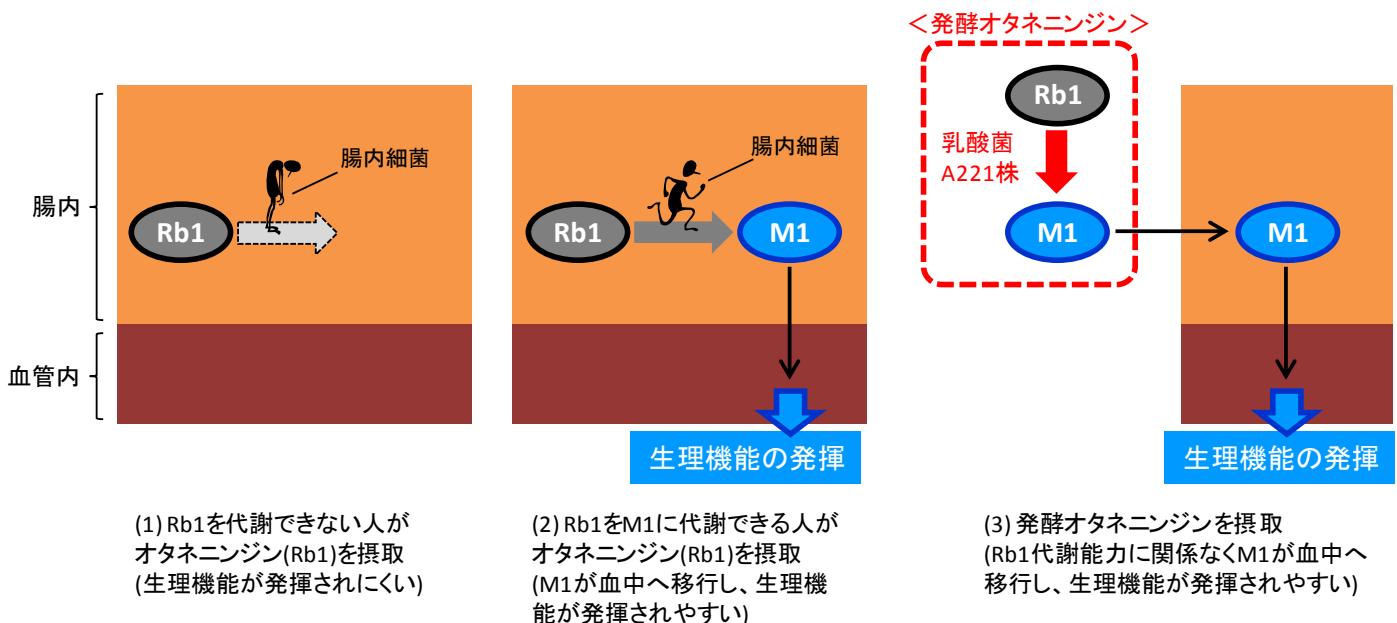 ＜発酵オタネニンジン＞
腸内
血管内
Rb1
腸内細菌
Rb1
腸内細菌
M1
生理機能の発揮
Rb1
乳酸菌
A221株
M1
M1
生理機能の発揮
(1) Rb1を代謝できない人が
オタネニンジン(Rb1)を摂取
(生理機能が発揮されにくい)
(2) Rb1をM1に代謝できる人が
オタネニンジン(Rb1)を摂取
(M1が血中へ移行し、生理機
能が発揮されやすい)
(3) 発酵オタネニンジンを摂取
(Rb1代謝能力に関係なくM1が血中へ
移行し、生理機能が発揮されやすい)